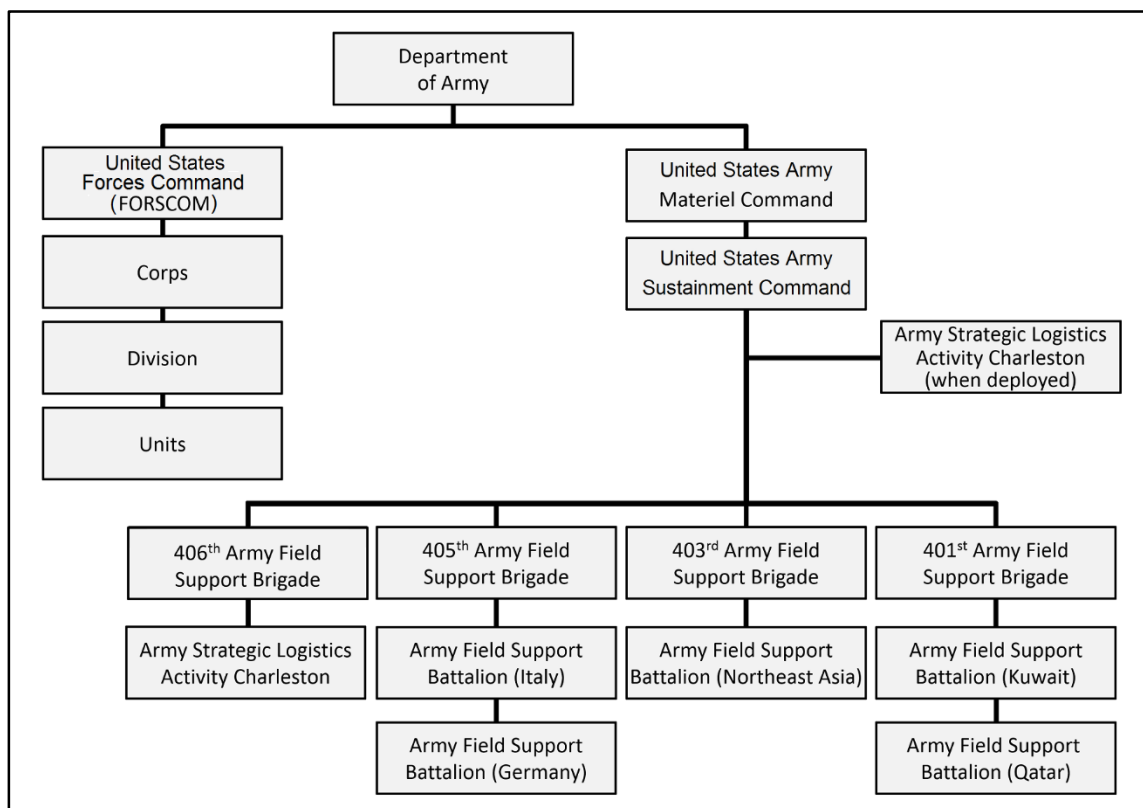 Department
of Army
United States
Forces Command
(FORSCOM)
United States Army
Materiel Command
Corps
United States Army
Sustainment Command
Division
Army Strategic Logistics
Activity Charleston
(when deployed)
Units
406th Army Field
Support Brigade
405th Army Field
Support Brigade
403rd Army Field
Support Brigade
401st Army Field
Support Brigade
Army Strategic Logistics
Activity Charleston
Army Field Support
Battalion (Italy)
Army Field Support
Battalion (Northeast Asia)
Army Field Support
Battalion (Kuwait)
Army Field Support
Battalion (Germany)
Army Field Support
Battalion (Qatar)